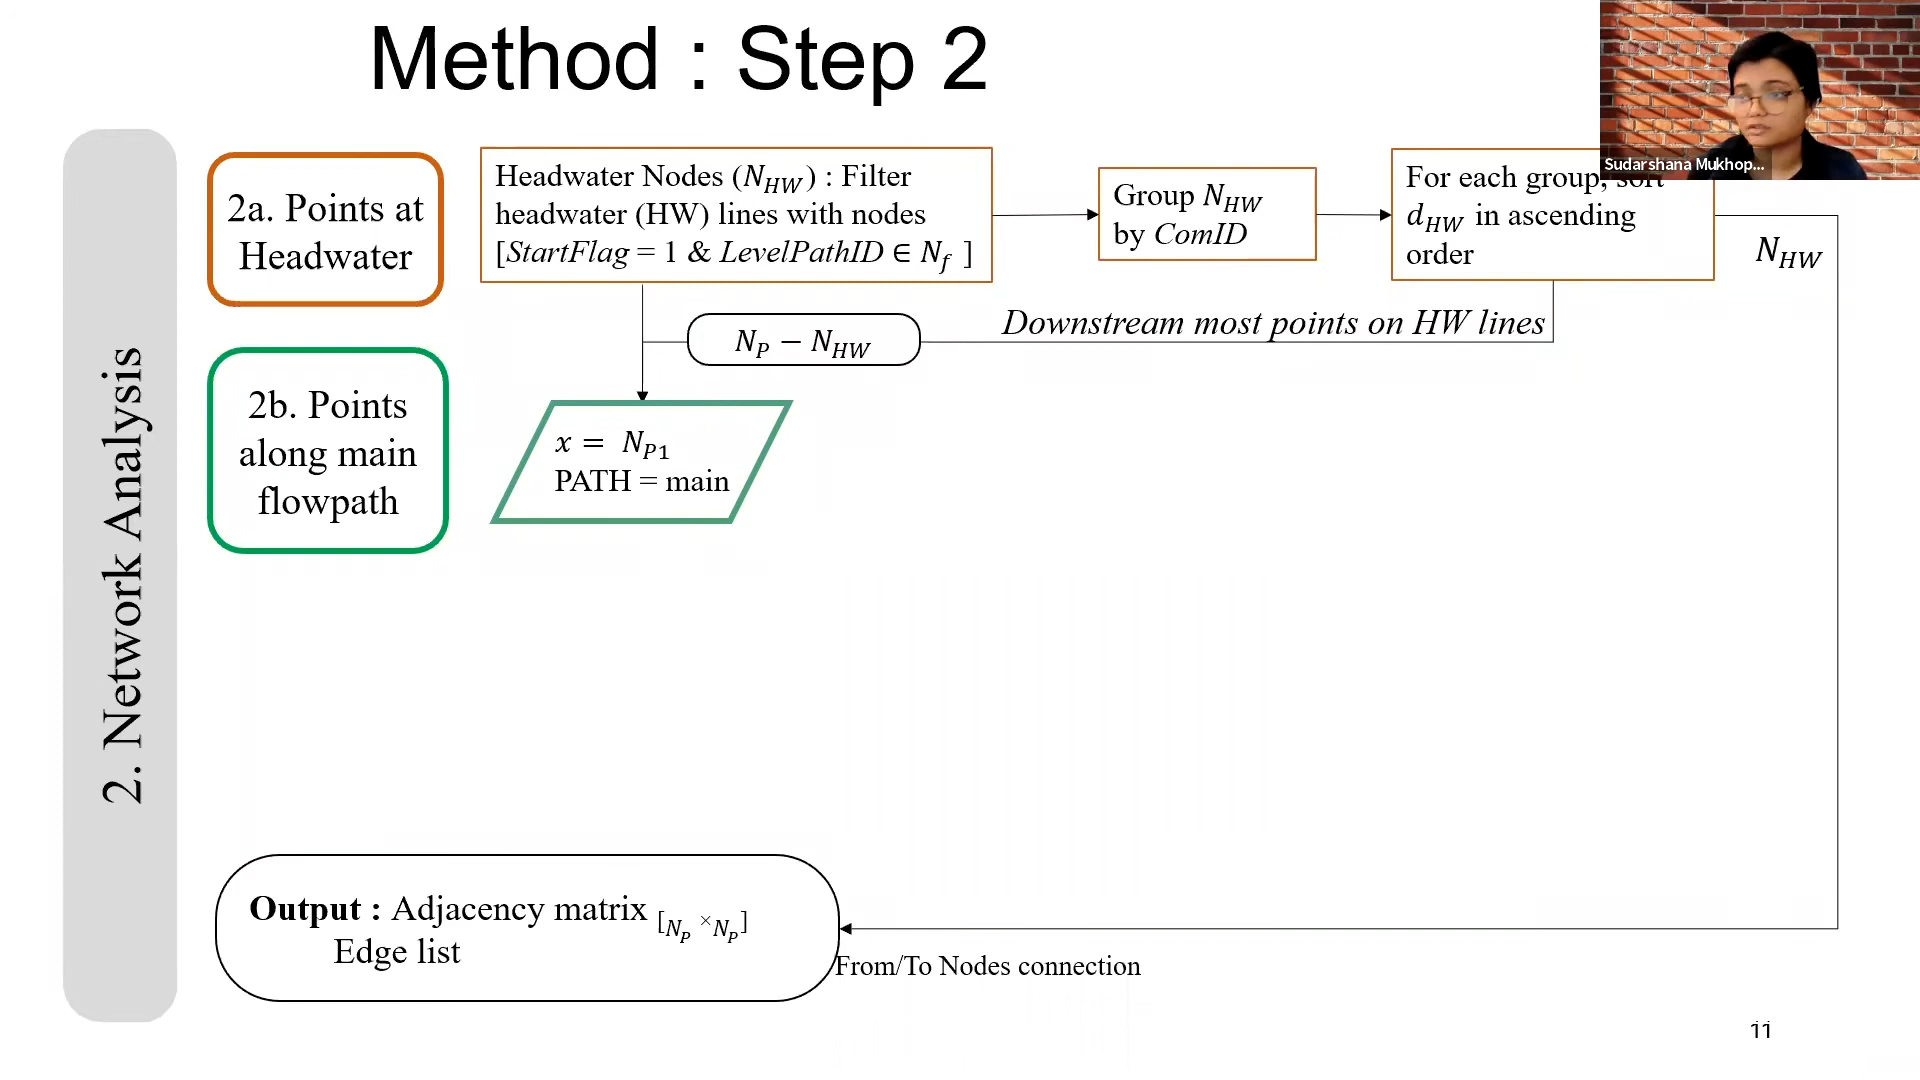 Method : Step 2
Sudarshana Mukhop...
2. Network Analysis
2a. Points at
Headwater
Headwater Nodes (N_HW) : Filter
headwater (HW) lines with nodes
[StartFlag = 1 & LevelPathID ∈ N_f ]
Group N_HW
by ComID
For each group, sort
d_HW in ascending
order
N_HW
N_P − N_HW
Downstream most points on HW lines
2b. Points
along main
flowpath
x = N_P1
PATH = main
Output : Adjacency matrix [N_P × N_P]
Edge list
From/To Nodes connection
11